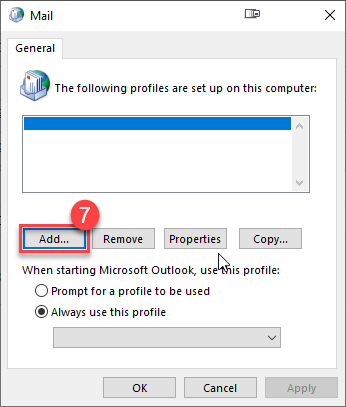 Mail
General
The following profiles are set up on this computer:
7
Add... Remove Properties Copy...
When starting Microsoft Outlook, use this profile:
Prompt for a profile to be used
Always use this profile
OK Cancel Apply